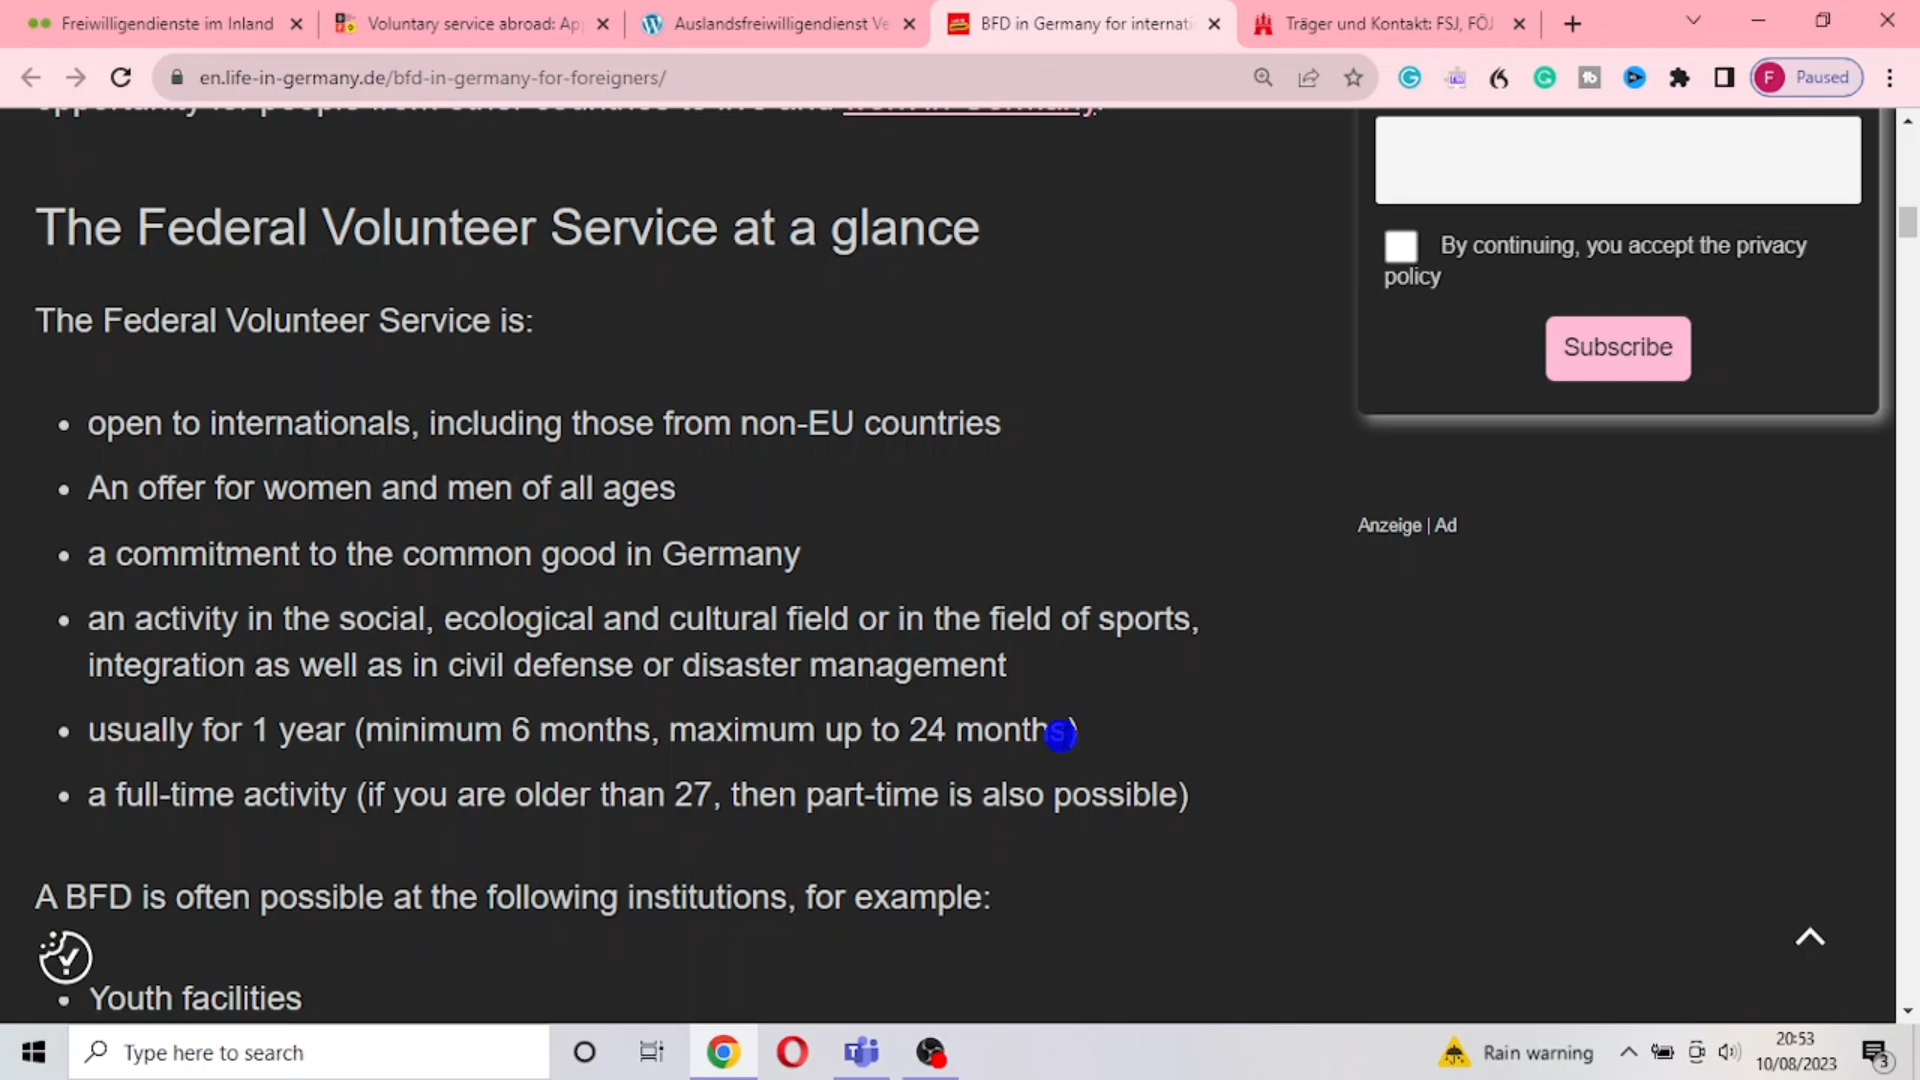 Freiwilligendienste im Inland
Voluntary service abroad: Ap
Auslandsfreiwilligendienst Ve
BFD in Germany for internati
Träger und Kontakt: FSJ, FÖJ
en.life-in-germany.de/bfd-in-germany-for-foreigners/
F Paused
The Federal Volunteer Service at a glance
The Federal Volunteer Service is:
• open to internationals, including those from non-EU countries
• An offer for women and men of all ages
• a commitment to the common good in Germany
• an activity in the social, ecological and cultural field or in the field of sports,
integration as well as in civil defense or disaster management
• usually for 1 year (minimum 6 months, maximum up to 24 months)
• a full-time activity (if you are older than 27, then part-time is also possible)
A BFD is often possible at the following institutions, for example:
• Youth facilities
By continuing, you accept the privacy
policy
Subscribe
Anzeige | Ad
Type here to search
Rain warning
20:53
10/08/2023
3